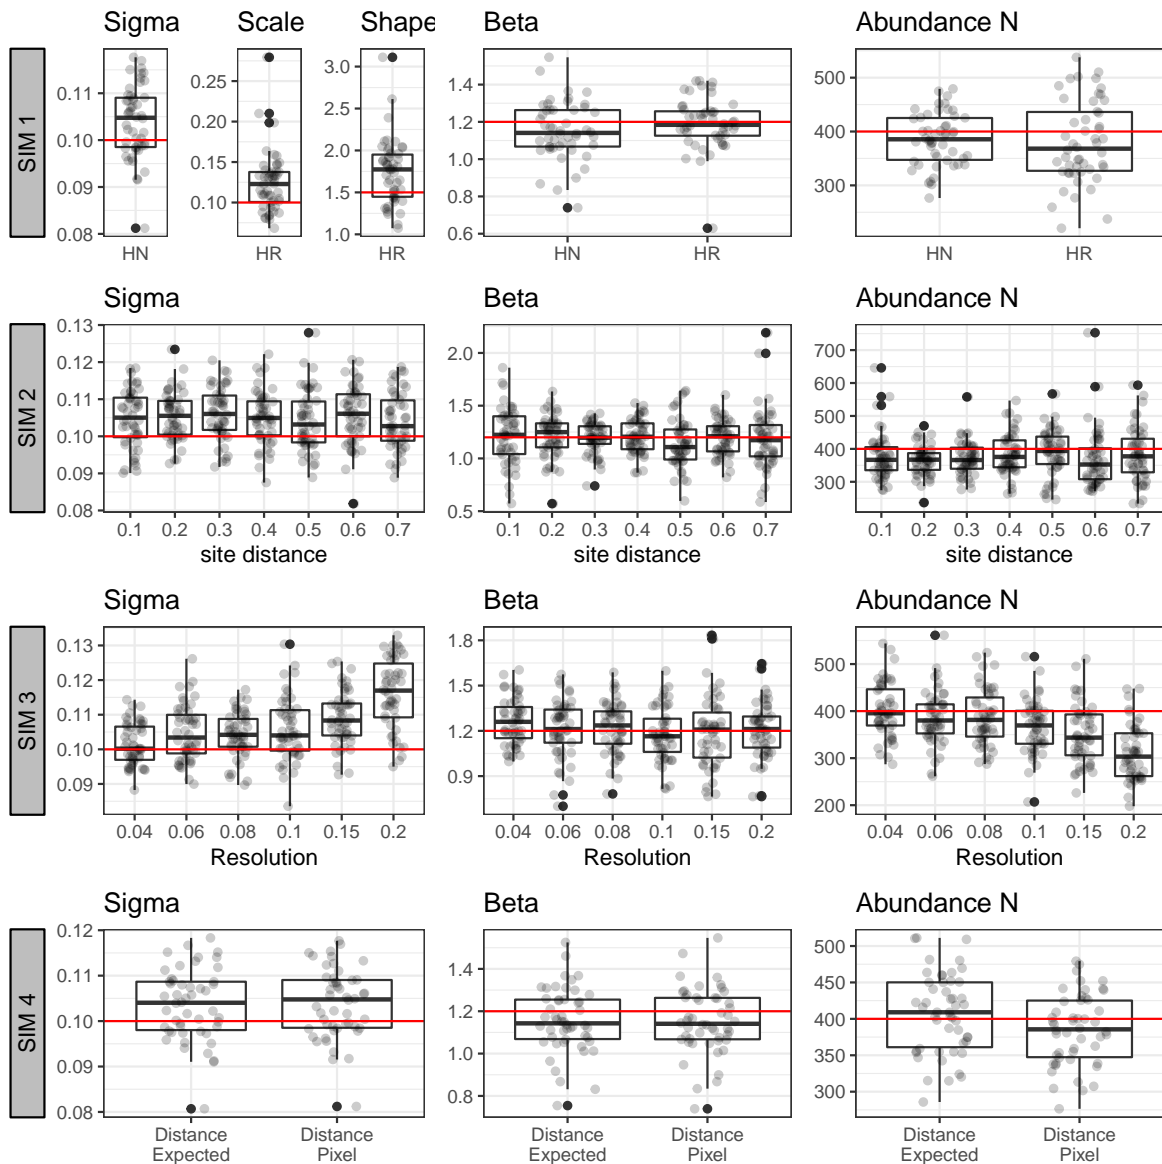 Sigma Scale Shape Beta Abundance N
SIM 1
0.11
0.10
0.09
0.08
HN
0.25
0.20
0.15
0.10
HR
3.0
2.5
2.0
1.5
1.0
HR
1.4
1.2
1.0
0.8
0.6
HN HR
500
400
300
HN HR
Sigma Beta Abundance N
SIM 2
0.13
0.12
0.11
0.10
0.09
0.08
0.1 0.2 0.3 0.4 0.5 0.6 0.7
site distance
2.0
1.5
1.0
0.5
0.1 0.2 0.3 0.4 0.5 0.6 0.7
700
600
500
400
300
0.1 0.2 0.3 0.4 0.5 0.6 0.7
site distance
Sigma Beta Abundance N
SIM 3
0.13
0.12
0.11
0.10
0.09
0.04 0.06 0.08 0.1 0.15 0.2
Resolution
1.8
1.5
1.2
0.9
0.04 0.06 0.08 0.1 0.15 0.2
500
400
300
200
0.04 0.06 0.08 0.1 0.15 0.2
Resolution
Sigma Beta Abundance N
SIM 4
0.12
0.11
0.10
0.09
0.08
Distance Distance
Expected Pixel
1.4
1.2
1.0
0.8
Distance Distance
Expected Pixel
500
450
400
350
300
Distance Distance
Expected Pixel